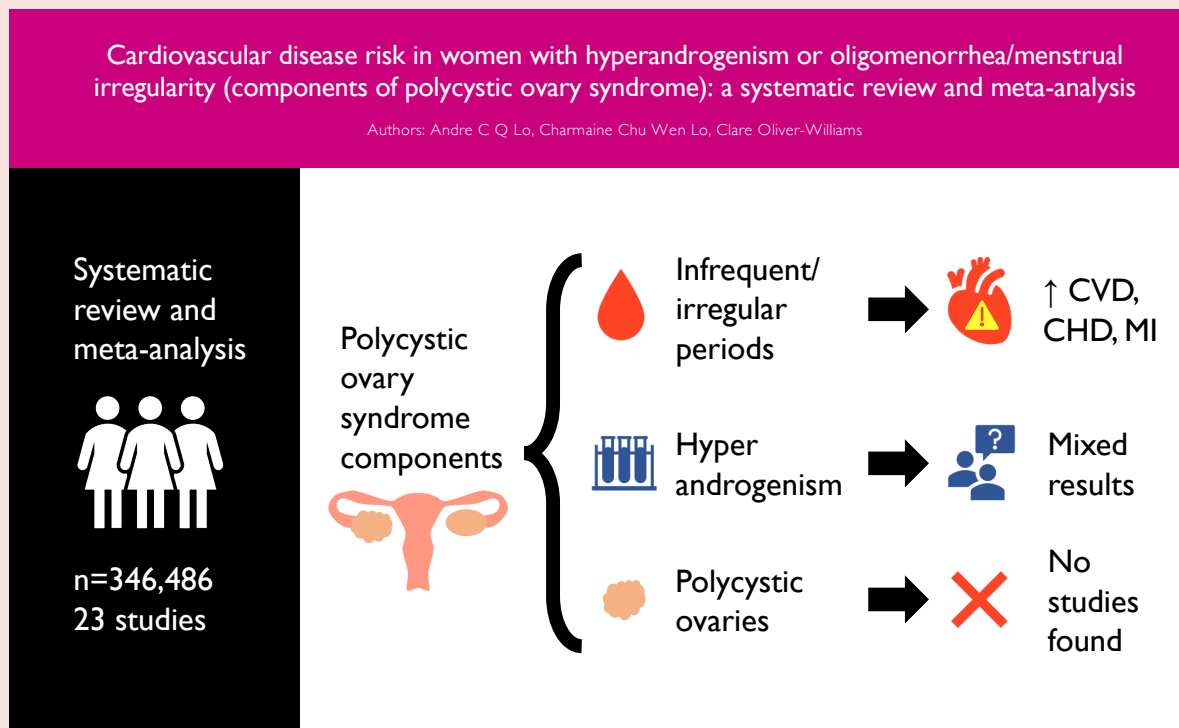 Cardiovascular disease risk in women with hyperandrogenism or oligomenorrhea/menstrual
irregularity (components of polycystic ovary syndrome): a systematic review and meta-analysis
Authors: Andre C Q Lo, Charmaine Chu Wen Lo, Clare Oliver-Williams
Systematic
review and
meta-analysis
n=346,486
23 studies
Polycystic
ovary
syndrome
components
Infrequent/
irregular
periods
↑ CVD,
CHD, MI
Hyper
androgenism
?
Mixed
results
Polycystic
ovaries
No
studies
found